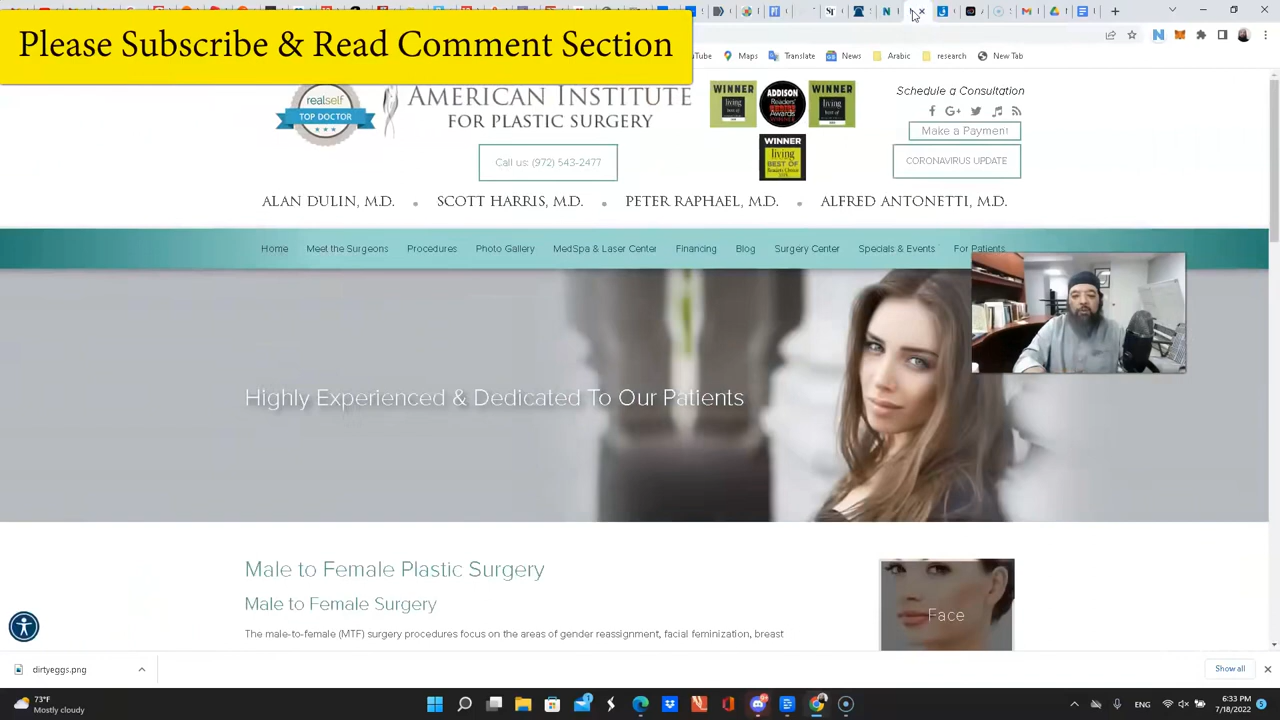 Please Subscribe & Read Comment Section
YouTube
Maps
Translate
News
Arabic
research
New Tab
realself
TOP DOCTOR
AMERICAN INSTITUTE
FOR PLASTIC SURGERY
WINNER
ADDISON
WINNER
WINNER
living
BEST OF
Schedule a Consultation
Make a Payment
Call us: (972) 543-2477
CORONAVIRUS UPDATE
ALAN DULIN, M.D.
SCOTT HARRIS, M.D.
PETER RAPHAEL, M.D.
ALFRED ANTONETTI, M.D.
Home
Meet the Surgeons
Procedures
Photo Gallery
MedSpa & Laser Center
Financing
Blog
Surgery Center
Specials & Events
For Patients
Highly Experienced & Dedicated To Our Patients
Male to Female Plastic Surgery
Male to Female Surgery
The male-to-female (MTF) surgery procedures focus on the areas of gender reassignment, facial feminization, breast
Face
dirtyeggs.png
Show all
73°F
Mostly cloudy
ENG
6:33 PM
7/18/2022